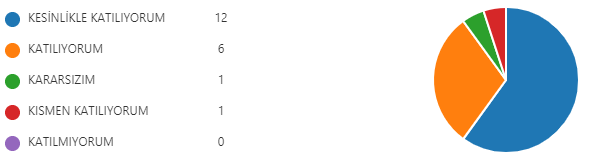 KESİNLİKLE KATILIYORUM 12
KATILIYORUM 6
KARARSIZIM 1
KISMEN KATILIYORUM 1
KATILMIYORUM 0